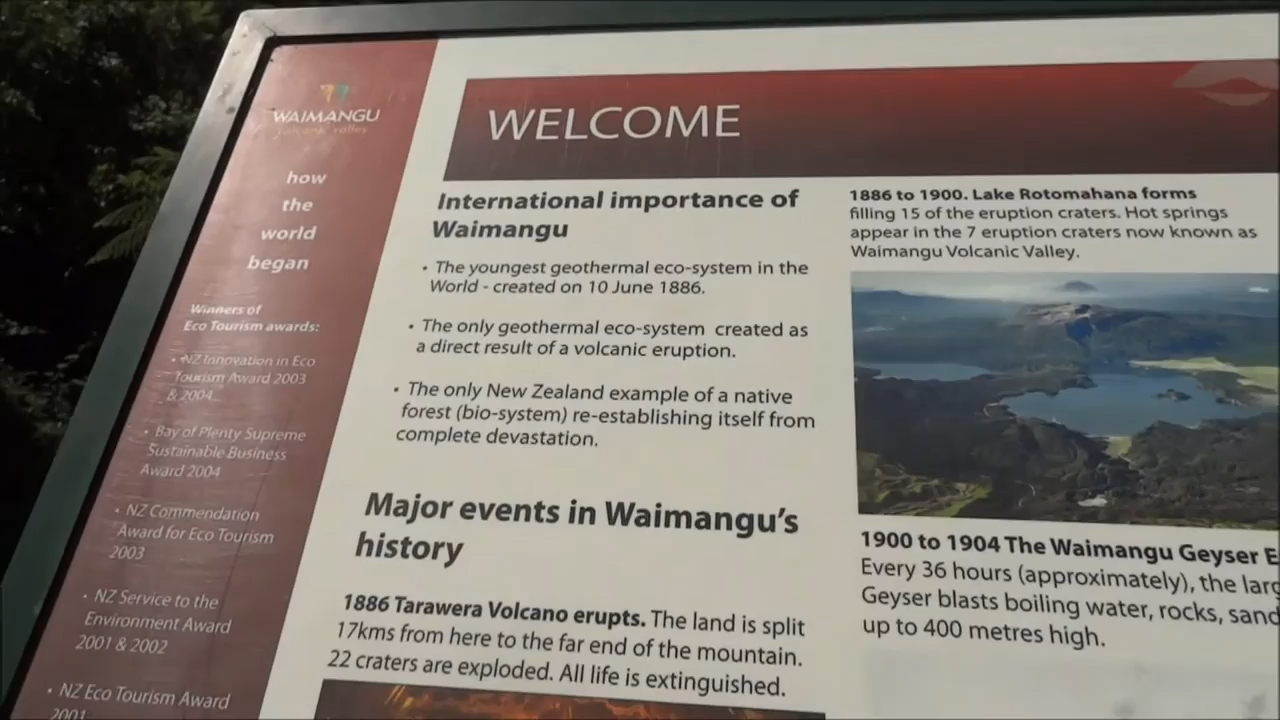 WAIMANGU
volcanic valley
how
the
world
began
Winners of
Eco Tourism awards:
• NZ Innovation in Eco
Tourism Award 2003
& 2004
• Bay of Plenty Supreme
Sustainable Business
Award 2004
• NZ Commendation
Award for Eco Tourism
2003
• NZ Service to the
Environment Award
2001 & 2002
• NZ Eco Tourism Award
2001
WELCOME
International importance of
Waimangu
• The youngest geothermal eco-system in the
World - created on 10 June 1886.
• The only geothermal eco-system created as
a direct result of a volcanic eruption.
• The only New Zealand example of a native
forest (bio-system) re-establishing itself from
complete devastation.
Major events in Waimangu's
history
1886 Tarawera Volcano erupts. The land is split
17kms from here to the far end of the mountain.
22 craters are exploded. All life is extinguished.
1886 to 1900. Lake Rotomahana forms
filling 15 of the eruption craters. Hot springs
appear in the 7 eruption craters now known as
Waimangu Volcanic Valley.
1900 to 1904 The Waimangu Geyser E
Every 36 hours (approximately), the larg
Geyser blasts boiling water, rocks, sand
up to 400 metres high.